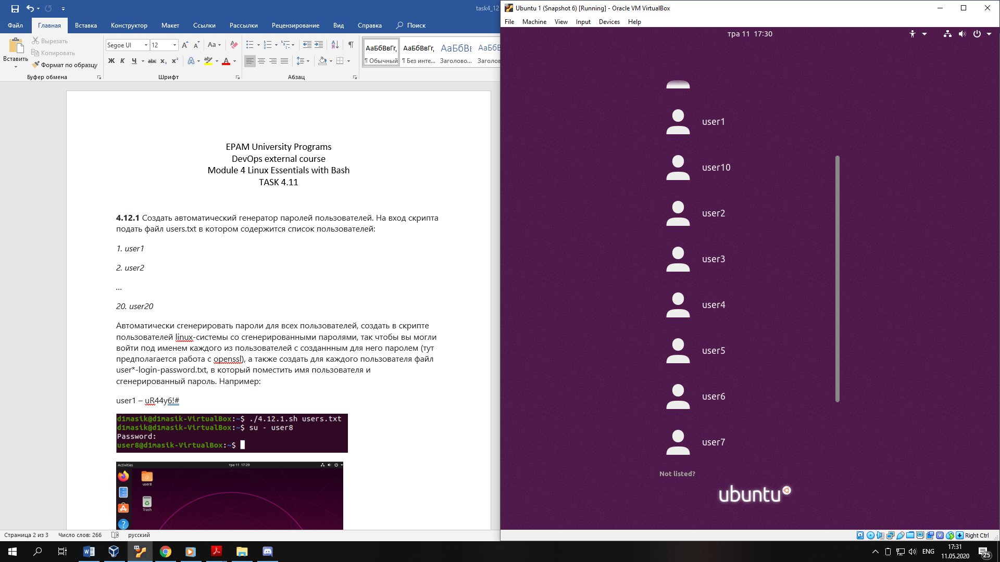 task4_12
Файл Главная Вставка Конструктор Макет Ссылки Рассылки Рецензирование Вид Справка Поиск
Вставить
Вырезать
Копировать
Формат по образцу
Буфер обмена
Segoe UI 12
Шрифт
Абзац
АаБбВвГг, АаБбВвГг, АаБбВı АаБбВ
¶ Обычный ¶ Без инте... Заголово... Заголов
EPAM University Programs
DevOps external course
Module 4 Linux Essentials with Bash
TASK 4.11
4.12.1 Создать автоматический генератор паролей пользователей. На вход скрипта
подать файл users.txt в котором содержится список пользователей:
1. user1
2. user2
...
20. user20
Автоматически сгенерировать пароли для всех пользователей, создать в скрипте
пользователей linux-системы со сгенерированными паролями, так чтобы вы могли
войти под именем каждого из пользователей с созданнным для него паролем (тут
предполагается работа с openssl), а также создать для каждого пользователя файл
user*-login-password.txt, в который поместить имя пользователя и
сгенерированный пароль. Например:
user1 – uR44y6!#
d1masik@d1masik-VirtualBox:~$ ./4.12.1.sh users.txt
d1masik@d1masik-VirtualBox:~$ su - user8
Password:
user8@d1masik-VirtualBox:~$
Activities тра 11 17:29
user8
Trash
Страница 2 из 3 Число слов: 266 русский
Ubuntu 1 (Snapshot 6) [Running] - Oracle VM VirtualBox
File Machine View Input Devices Help
тра 11 17:30
user1
user10
user2
user3
user4
user5
user6
user7
Not listed?
ubuntu
Right Ctrl
64
ENG
17:31
11.05.2020
25